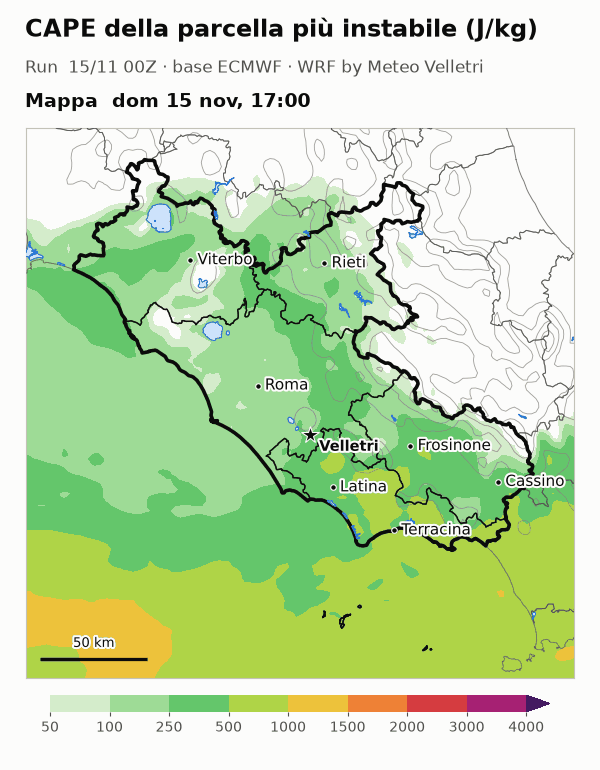 CAPE della parcella più instabile (J/kg)
Run 15/11 00Z · base ECMWF · WRF by Meteo Velletri
Mappa dom 15 nov, 17:00
Viterbo
Rieti
Roma
Velletri
Frosinone
Cassino
Latina
Terracina
50 km
50 100 250 500 1000 1500 2000 3000 4000